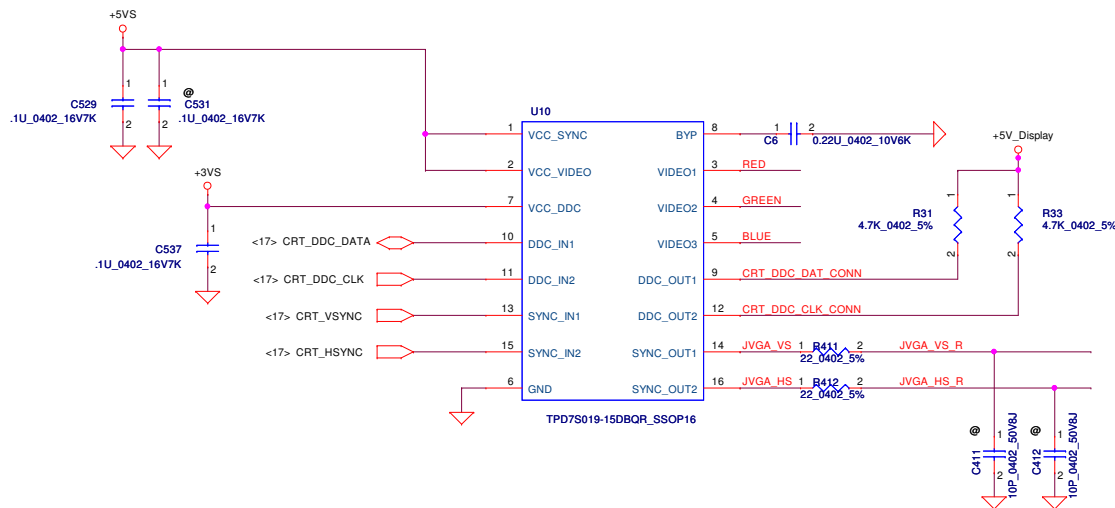 +5VS
1
2
C529
.1U_0402_16V7K
@
1
2
C531
.1U_0402_16V7K
+3VS
1
2
C537
.1U_0402_16V7K
U10
1 VCC_SYNC
2 VCC_VIDEO
7 VCC_DDC
<17> CRT_DDC_DATA 10 DDC_IN1
<17> CRT_DDC_CLK 11 DDC_IN2
<17> CRT_VSYNC 13 SYNC_IN1
<17> CRT_HSYNC 15 SYNC_IN2
6 GND
BYP 8 1 2
C6 0.22U_0402_10V6K
VIDEO1 3 RED
VIDEO2 4 GREEN
VIDEO3 5 BLUE
DDC_OUT1 9 CRT_DDC_DAT_CONN
DDC_OUT2 12 CRT_DDC_CLK_CONN
SYNC_OUT1 14 JVGA_VS 1 R411 2 JVGA_VS_R
22_0402_5%
SYNC_OUT2 16 JVGA_HS 1 R412 2 JVGA_HS_R
22_0402_5%
TPD7S019-15DBQR_SSOP16
+5V_Display
1
2
R31
4.7K_0402_5%
1
2
R33
4.7K_0402_5%
@
1
2
C411
10P_0402_50V8J
@
1
2
C412
10P_0402_50V8J